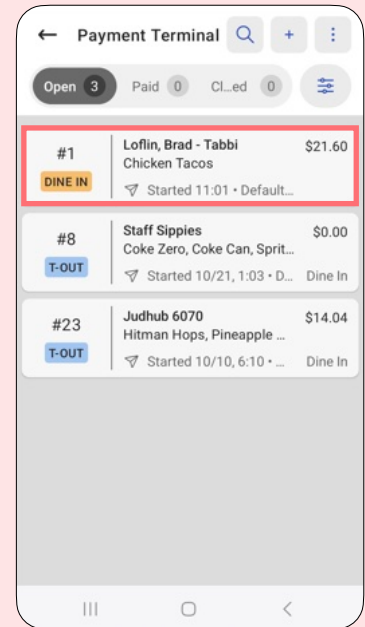 Payment Terminal
Open 3 Paid 0 Cl...ed 0
#1 Loflin, Brad - Tabbi $21.60
Chicken Tacos
DINE IN Started 11:01 • Default...
#8 Staff Sippies $0.00
Coke Zero, Coke Can, Sprit...
T-OUT Started 10/21, 1:03 • D... Dine In
#23 Judhub 6070 $14.04
Hitman Hops, Pineapple ...
T-OUT Started 10/10, 6:10 • ... Dine In